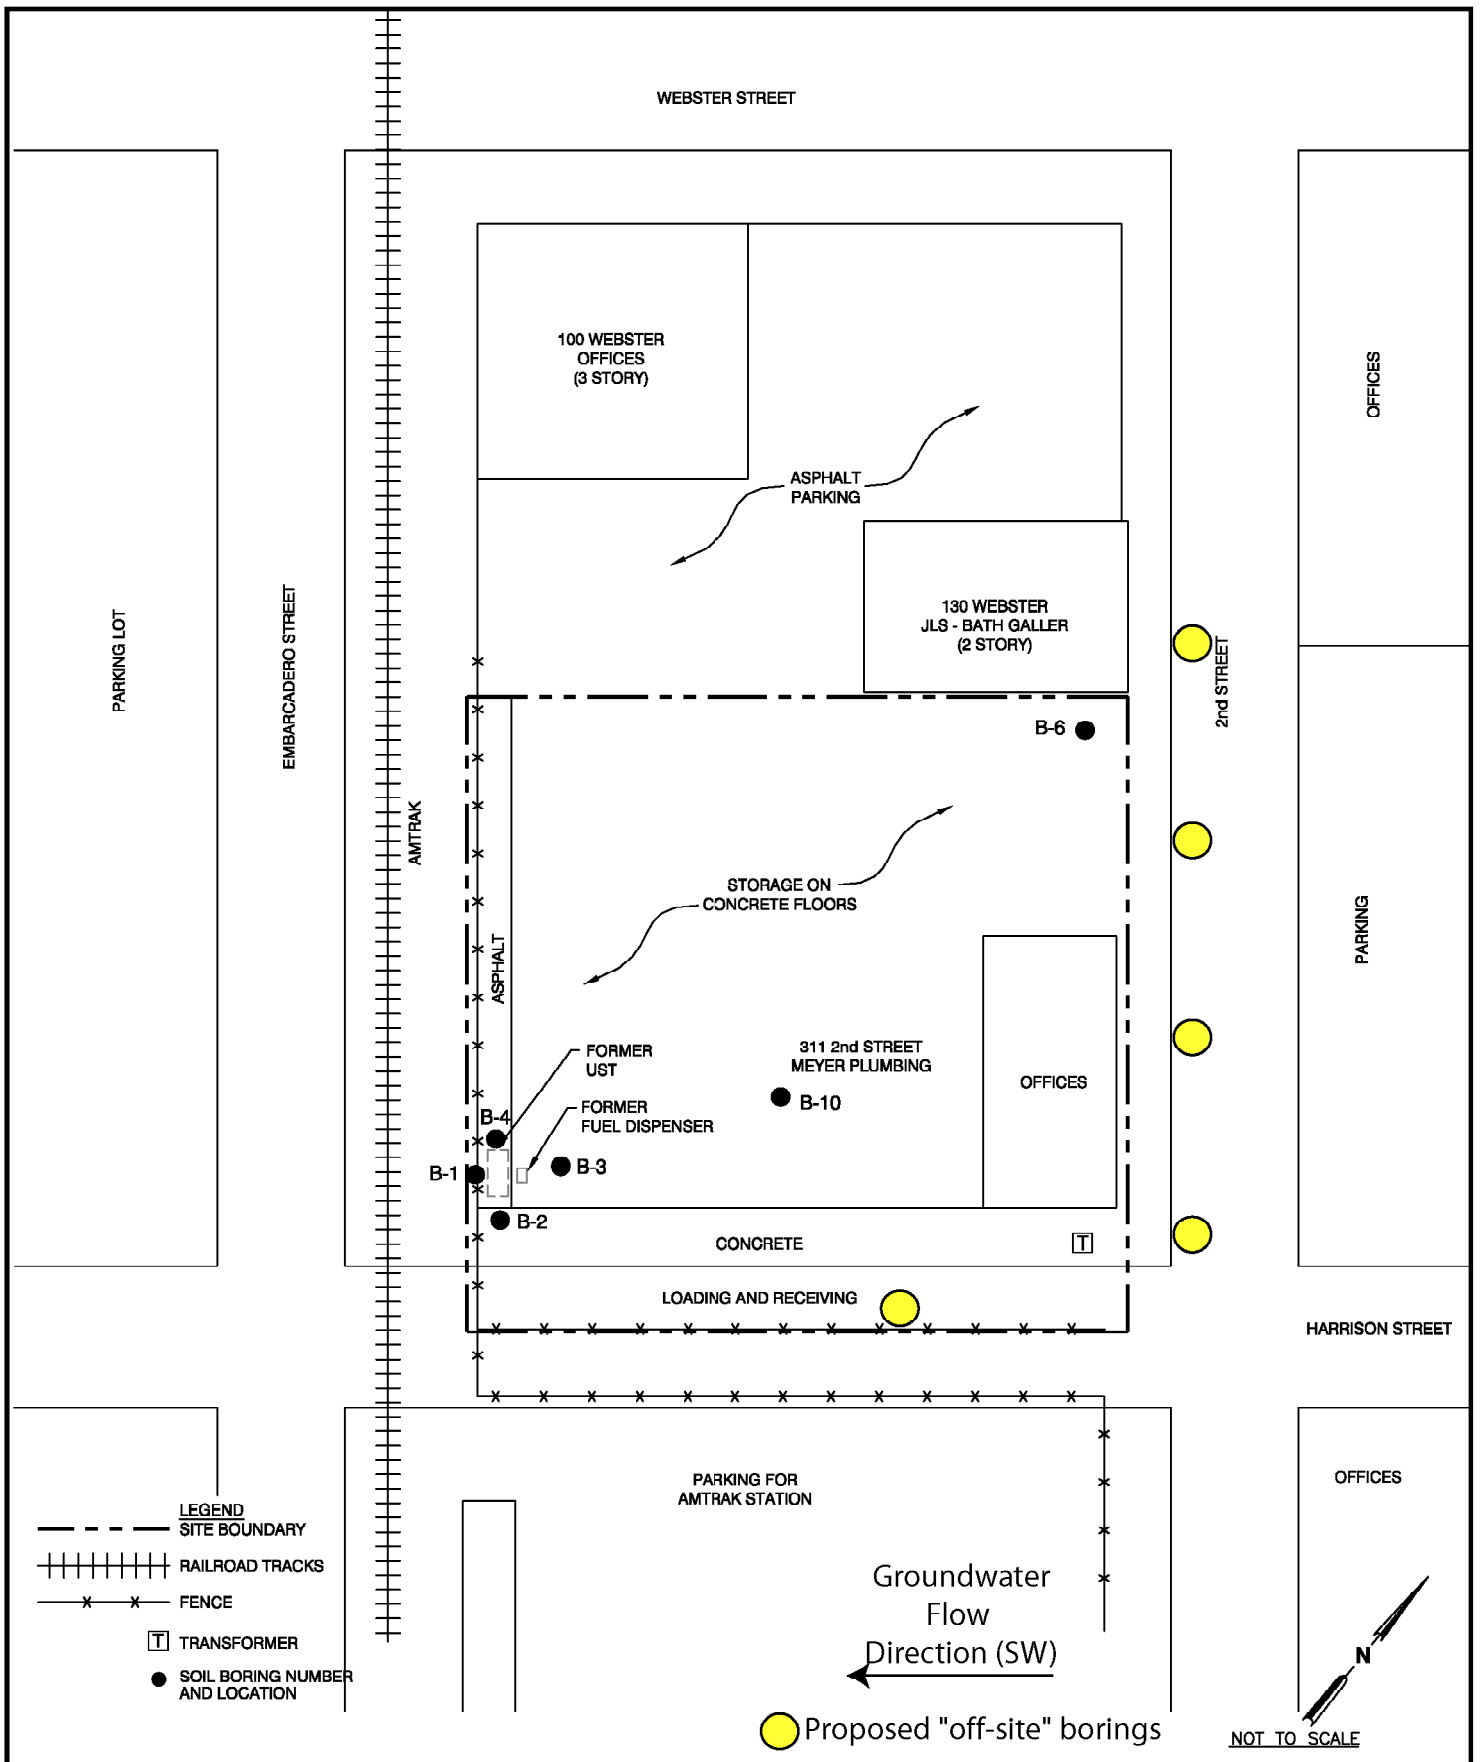 WEBSTER STREET
100 WEBSTER
OFFICES
(3 STORY)
OFFICES
ASPHALT
PARKING
130 WEBSTER
JLS - BATH GALLER
(2 STORY)
PARKING LOT
EMBARCADERO STREET
2nd STREET
B-6
AMTRAK
STORAGE ON
CONCRETE FLOORS
PARKING
ASPHALT
FORMER
UST
311 2nd STREET
MEYER PLUMBING
OFFICES
B-10
B-4
FORMER
FUEL DISPENSER
B-1
B-3
B-2
CONCRETE
T
LOADING AND RECEIVING
HARRISON STREET
PARKING FOR
AMTRAK STATION
OFFICES
LEGEND
SITE BOUNDARY
RAILROAD TRACKS
FENCE
T TRANSFORMER
SOIL BORING NUMBER
AND LOCATION
Groundwater
Flow
Direction (SW)
Proposed "off-site" borings
N
NOT TO SCALE